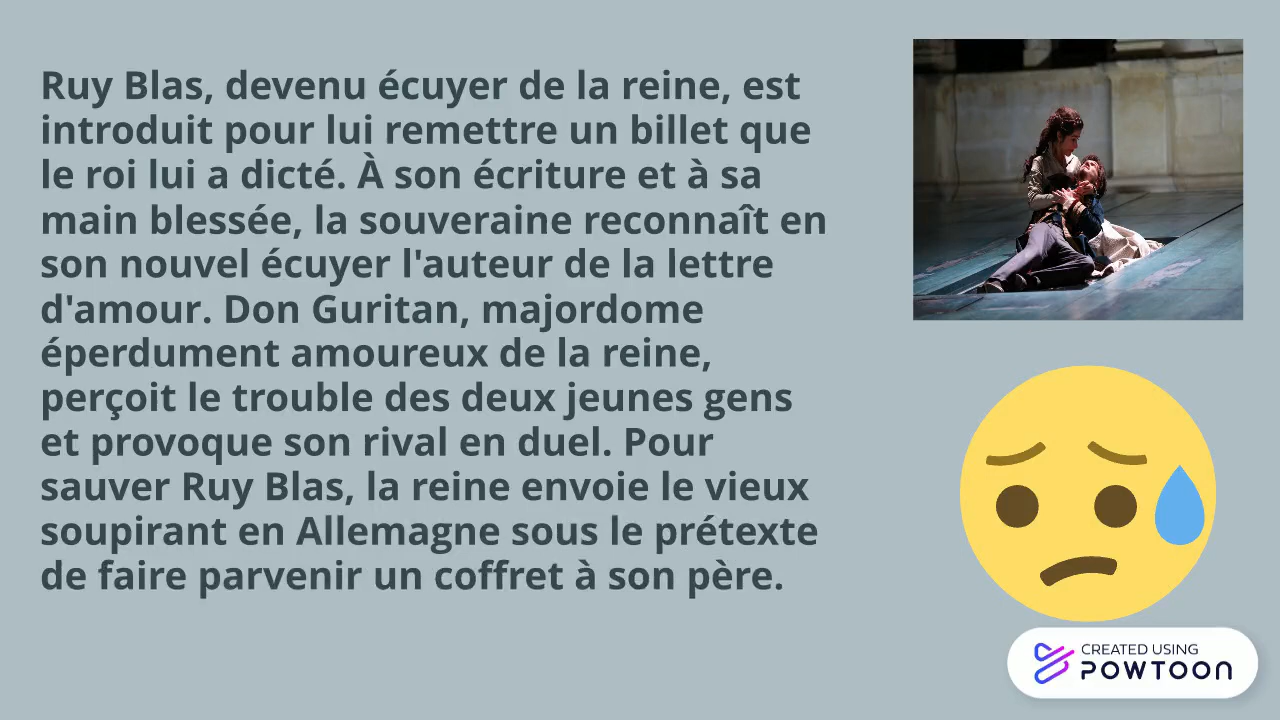 Ruy Blas, devenu écuyer de la reine, est
introduit pour lui remettre un billet que
le roi lui a dicté. À son écriture et à sa
main blessée, la souveraine reconnaît en
son nouvel écuyer l'auteur de la lettre
d'amour. Don Guritan, majordome
éperdument amoureux de la reine,
perçoit le trouble des deux jeunes gens
et provoque son rival en duel. Pour
sauver Ruy Blas, la reine envoie le vieux
soupirant en Allemagne sous le prétexte
de faire parvenir un coffret à son père.
CREATED USING
POWTOON